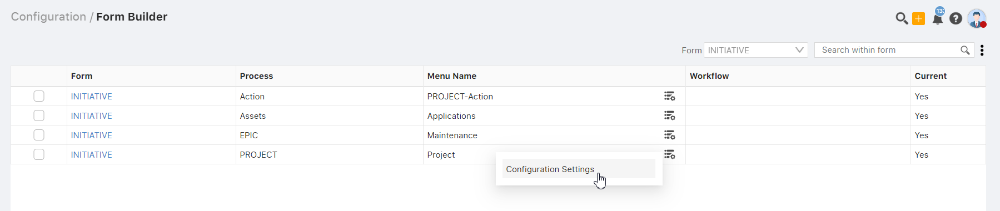 Configuration / Form Builder
Form INITIATIVE Search within form
Form Process Menu Name Workflow Current
INITIATIVE Action PROJECT-Action Yes
INITIATIVE Assets Applications Yes
INITIATIVE EPIC Maintenance Yes
INITIATIVE PROJECT Project Yes
Configuration Settings